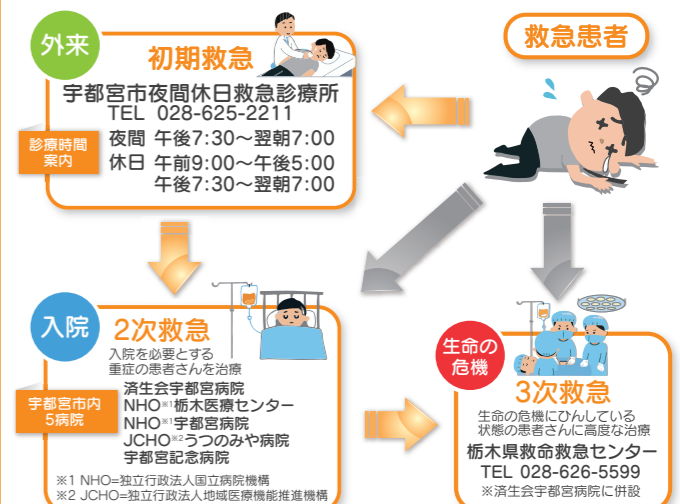 救急患者
外来
初期救急
宇都宮市夜間休日救急診療所
TEL 028-625-2211
診療時間
案内
夜間 午後7:30〜翌朝7:00
休日 午前9:00〜午後5:00
午後7:30〜翌朝7:00
入院
2次救急
入院を必要とする
重症の患者さんを治療
宇都宮市内
5病院
済生会宇都宮病院
NHO※1栃木医療センター
NHO※1宇都宮病院
JCHO※2うつのみや病院
宇都宮記念病院
※1 NHO=独立行政法人国立病院機構
※2 JCHO=独立行政法人地域医療機能推進機構
生命の
危機
3次救急
生命の危機にひんしている
状態の患者さんに高度な治療
栃木県救命救急センター
TEL 028-626-5599
※済生会宇都宮病院に併設